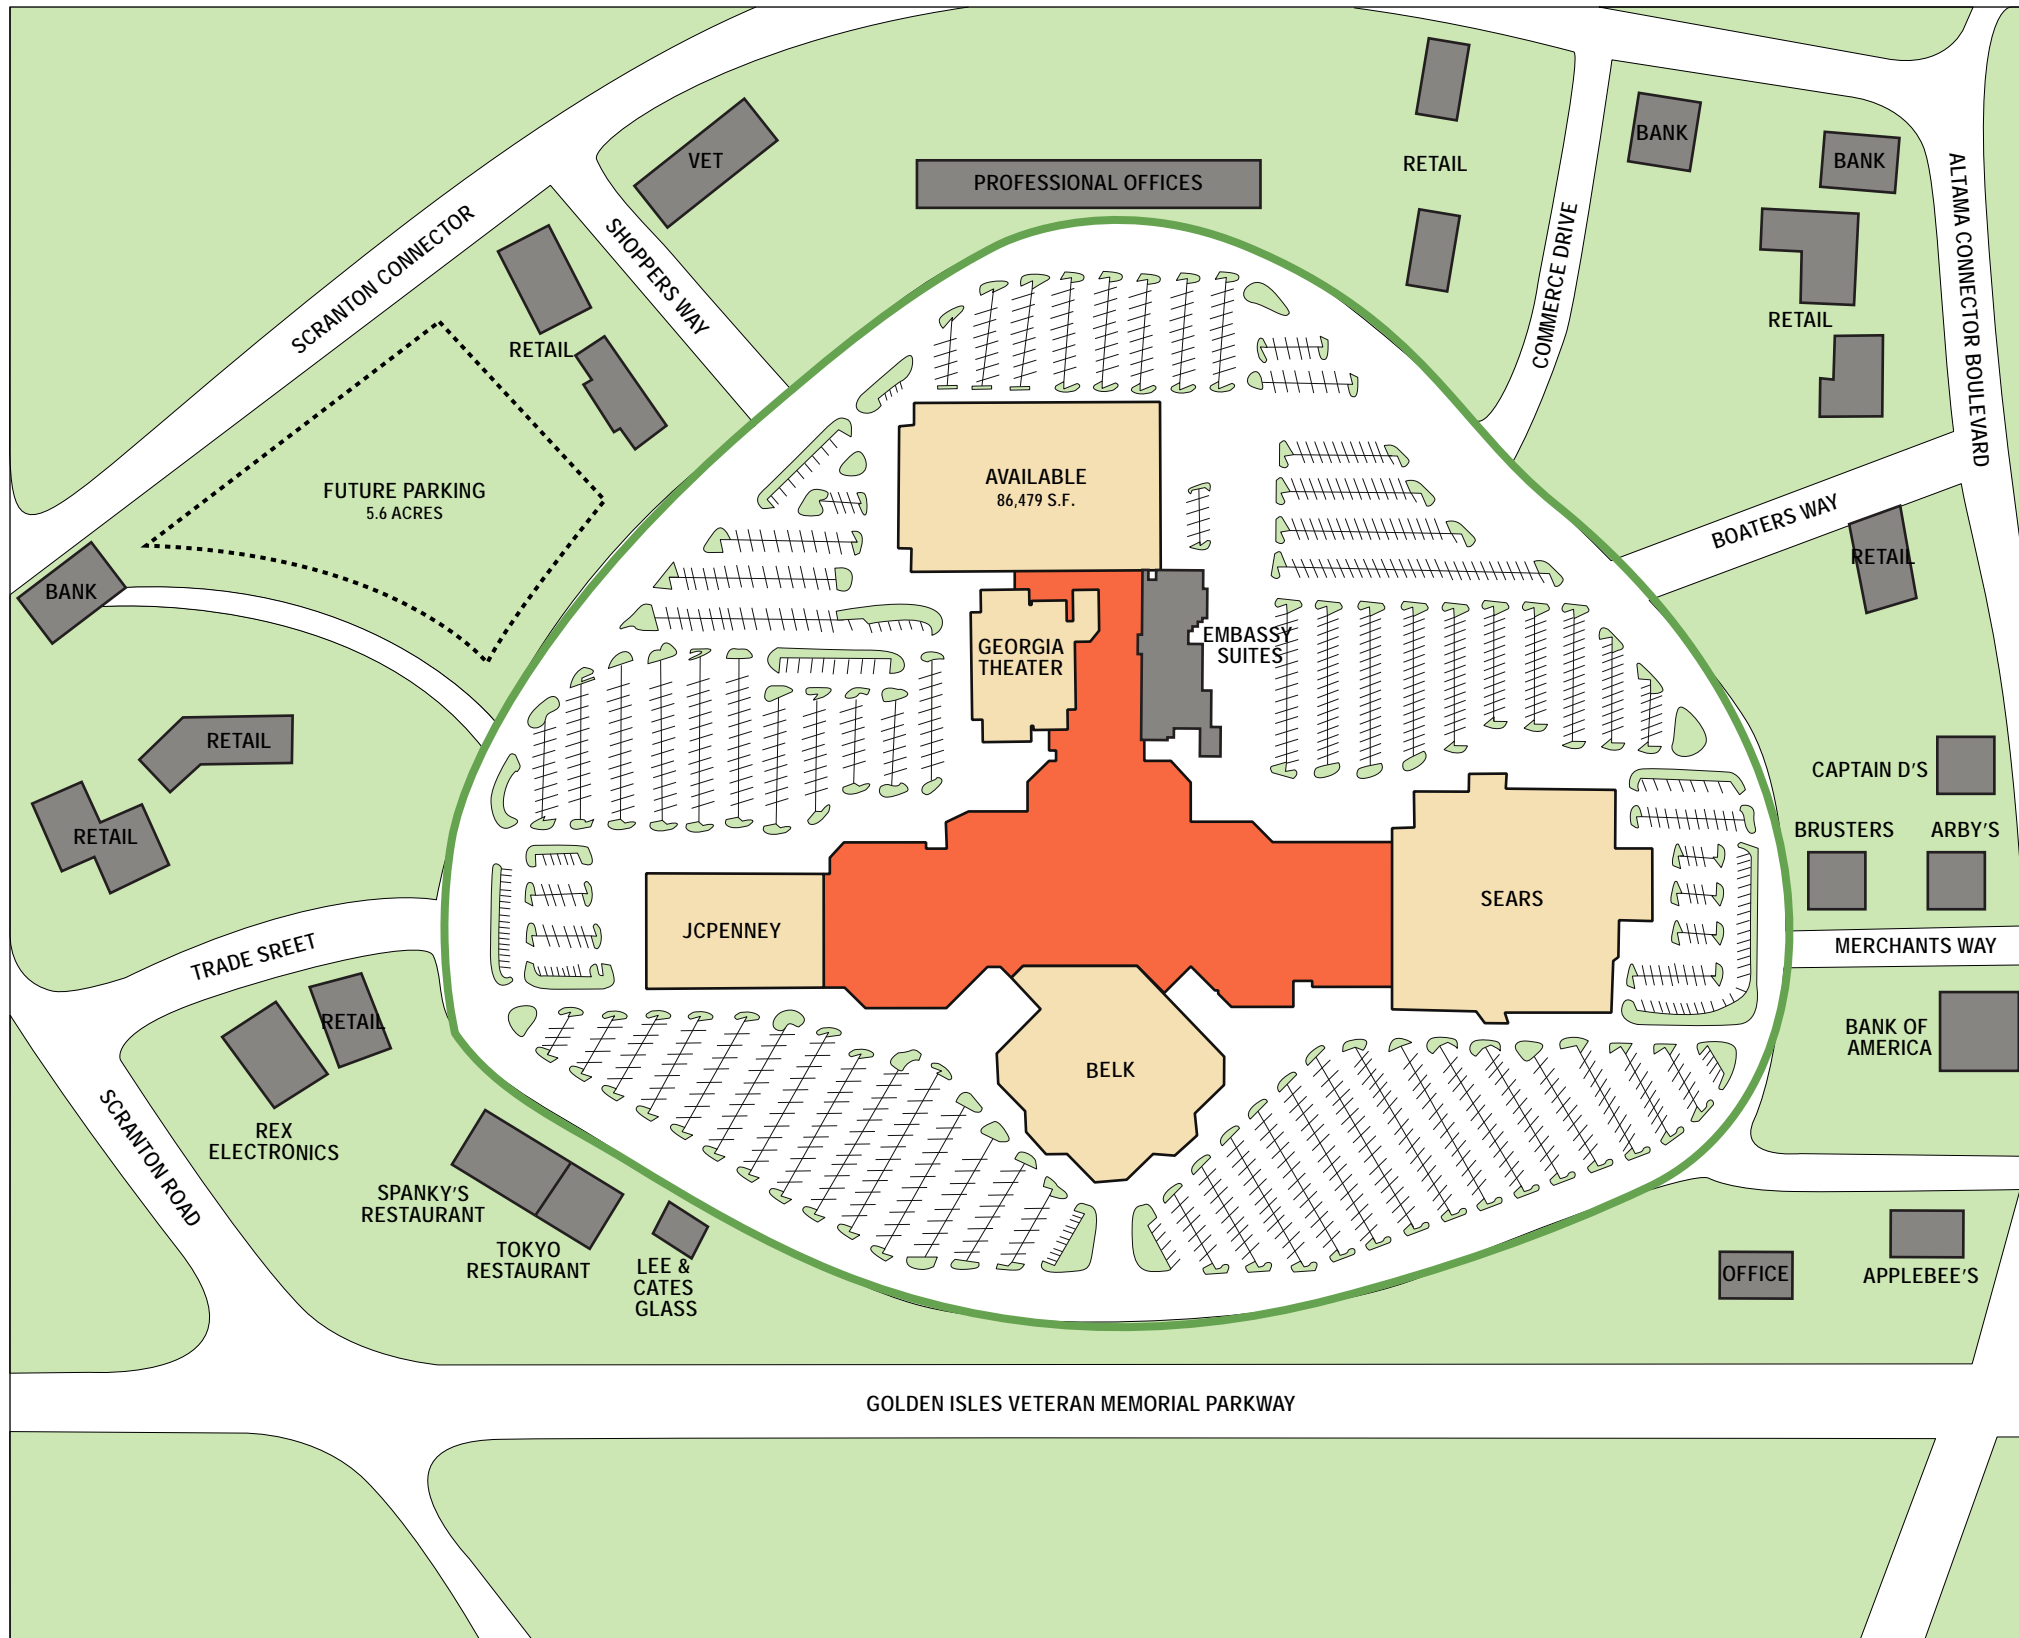 VET
PROFESSIONAL OFFICES
RETAIL
BANK
BANK
SCRANTON CONNECTOR
SHOPPERS WAY
COMMERCE DRIVE
ALTAMA CONNECTOR BOULEVARD
RETAIL
RETAIL
FUTURE PARKING
5.6 ACRES
AVAILABLE
86,479 S.F.
BOATERS WAY
RETAIL
BANK
GEORGIA
THEATER
EMBASSY
SUITES
RETAIL
RETAIL
CAPTAIN D'S
BRUSTERS
ARBY'S
JCPENNEY
SEARS
TRADE SREET
MERCHANTS WAY
RETAIL
BANK OF
AMERICA
BELK
SCRANTON ROAD
REX
ELECTRONICS
SPANKY'S
RESTAURANT
TOKYO
RESTAURANT
LEE &
CATES
GLASS
OFFICE
APPLEBEE'S
GOLDEN ISLES VETERAN MEMORIAL PARKWAY